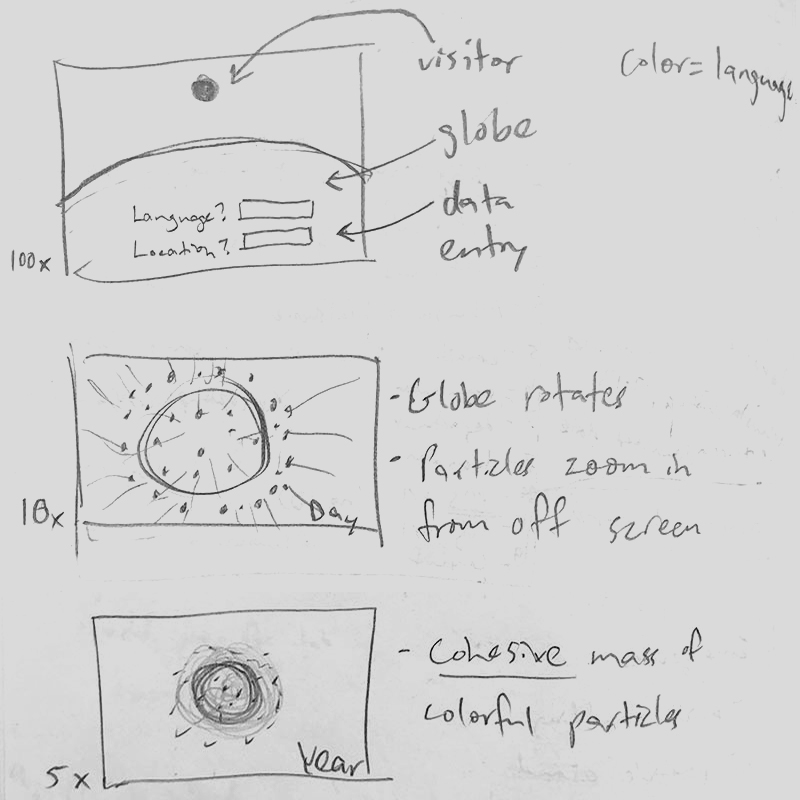 visitor
Color = language
globe
Language?
data
entry
Location?
100x
- Globe rotates
- Particles zoom in
from off screen
Day
10x
- Cohesive mass of
colorful particles
Year
5x